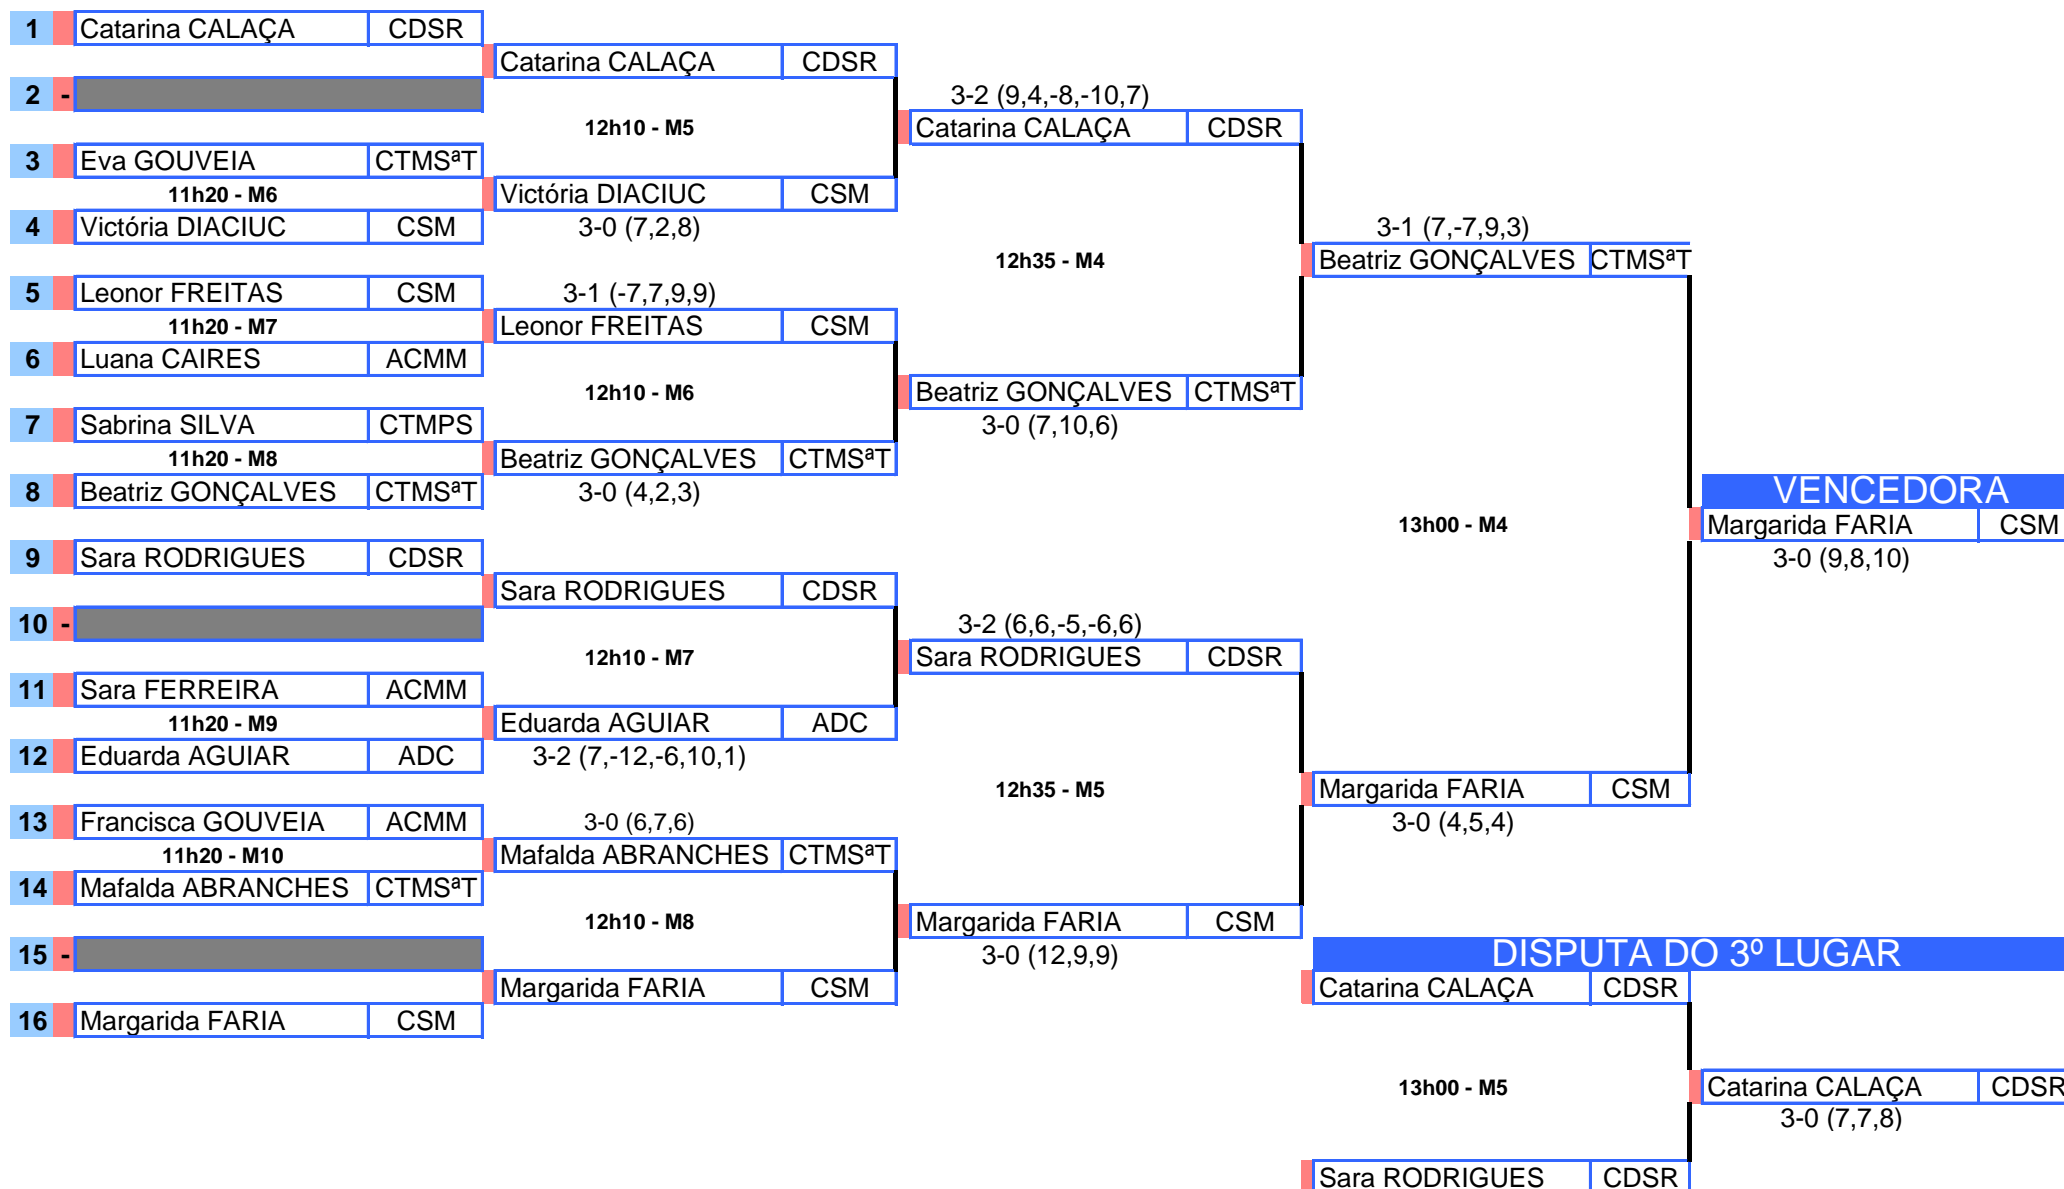 1 Catarina CALAÇA CDSR
Catarina CALAÇA CDSR
2 - 3-2 (9,4,-8,-10,7)
12h10 - M5 Catarina CALAÇA CDSR
3 Eva GOUVEIA CTMSªT
11h20 - M6 Victória DIACIUC CSM
4 Victória DIACIUC CSM 3-0 (7,2,8) 3-1 (7,-7,9,3)
12h35 - M4 Beatriz GONÇALVES CTMSªT
5 Leonor FREITAS CSM 3-1 (-7,7,9,9)
11h20 - M7 Leonor FREITAS CSM
6 Luana CAIRES ACMM
12h10 - M6 Beatriz GONÇALVES CTMSªT
7 Sabrina SILVA CTMPS 3-0 (7,10,6)
11h20 - M8 Beatriz GONÇALVES CTMSªT
8 Beatriz GONÇALVES CTMSªT 3-0 (4,2,3) VENCEDORA
13h00 - M4 Margarida FARIA CSM
9 Sara RODRIGUES CDSR 3-0 (9,8,10)
Sara RODRIGUES CDSR
10 - 3-2 (6,6,-5,-6,6)
12h10 - M7 Sara RODRIGUES CDSR
11 Sara FERREIRA ACMM
11h20 - M9 Eduarda AGUIAR ADC
12 Eduarda AGUIAR ADC 3-2 (7,-12,-6,10,1)
12h35 - M5 Margarida FARIA CSM
13 Francisca GOUVEIA ACMM 3-0 (6,7,6) 3-0 (4,5,4)
11h20 - M10 Mafalda ABRANCHES CTMSªT
14 Mafalda ABRANCHES CTMSªT
12h10 - M8 Margarida FARIA CSM
15 - 3-0 (12,9,9) DISPUTA DO 3º LUGAR
Margarida FARIA CSM Catarina CALAÇA CDSR
16 Margarida FARIA CSM
13h00 - M5 Catarina CALAÇA CDSR
3-0 (7,7,8)
Sara RODRIGUES CDSR